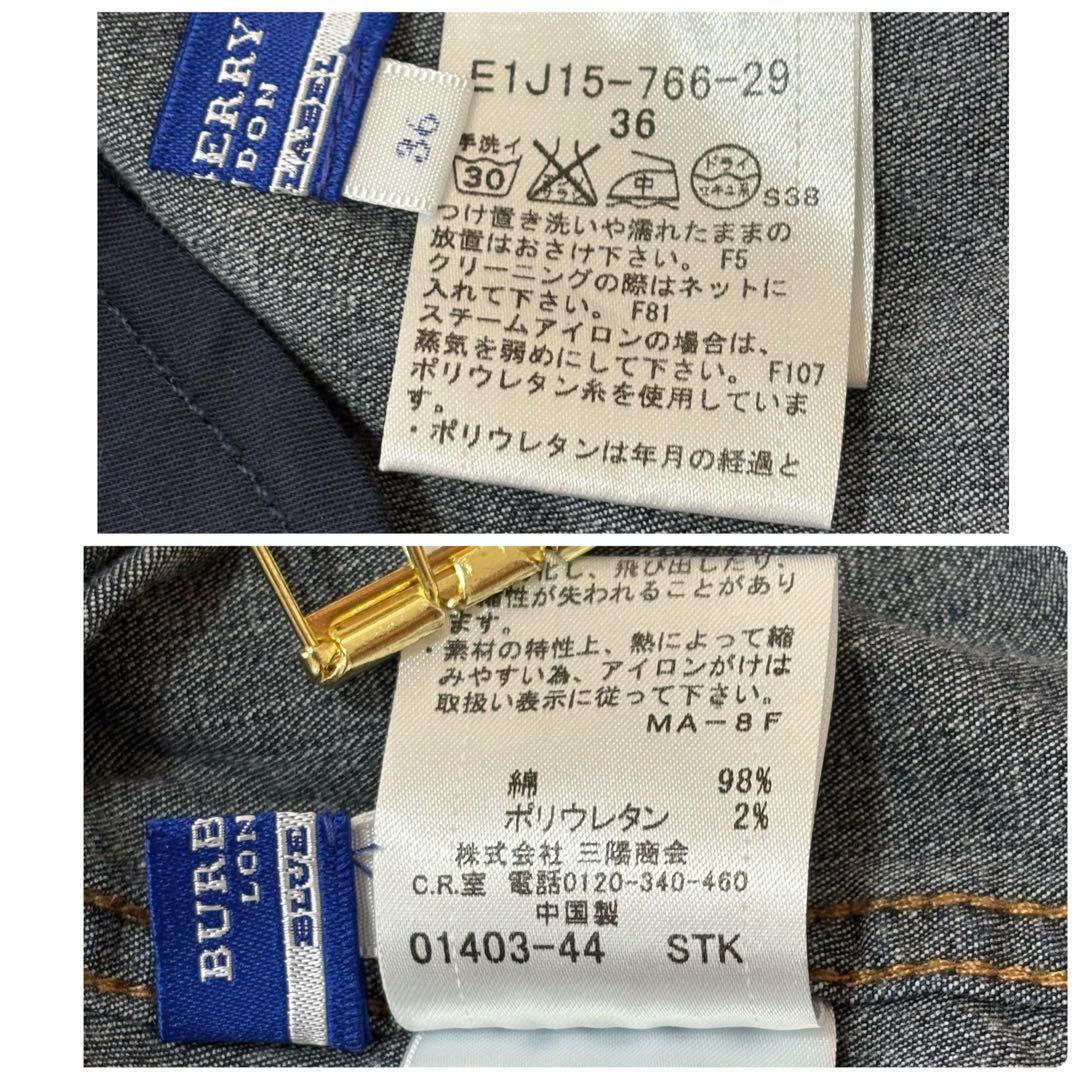 ERRY
DON
LABEL
36
E1J15-766-29
36
手洗イ
30
中
ドライ
S38
つけ置き洗いや濡れたままの
放置はおさけ下さい。 F5
クリーニングの際はネットに
入れて下さい。 F81
スチームアイロンの場合は、
蒸気を弱めにして下さい。 F107
ポリウレタン糸を使用していま
す。
・ポリウレタンは年月の経過と
化し、飛び出したり、
縮性が失われることがあり
ます。
・素材の特性上、熱によって縮
みやすい為、アイロンがけは
取扱い表示に従って下さい。
MA-8F
綿 98%
ポリウレタン 2%
株式会社 三陽商会
C.R.室 電話0120-340-460
中国製
01403-44 STK
BURB
LON
BLUE